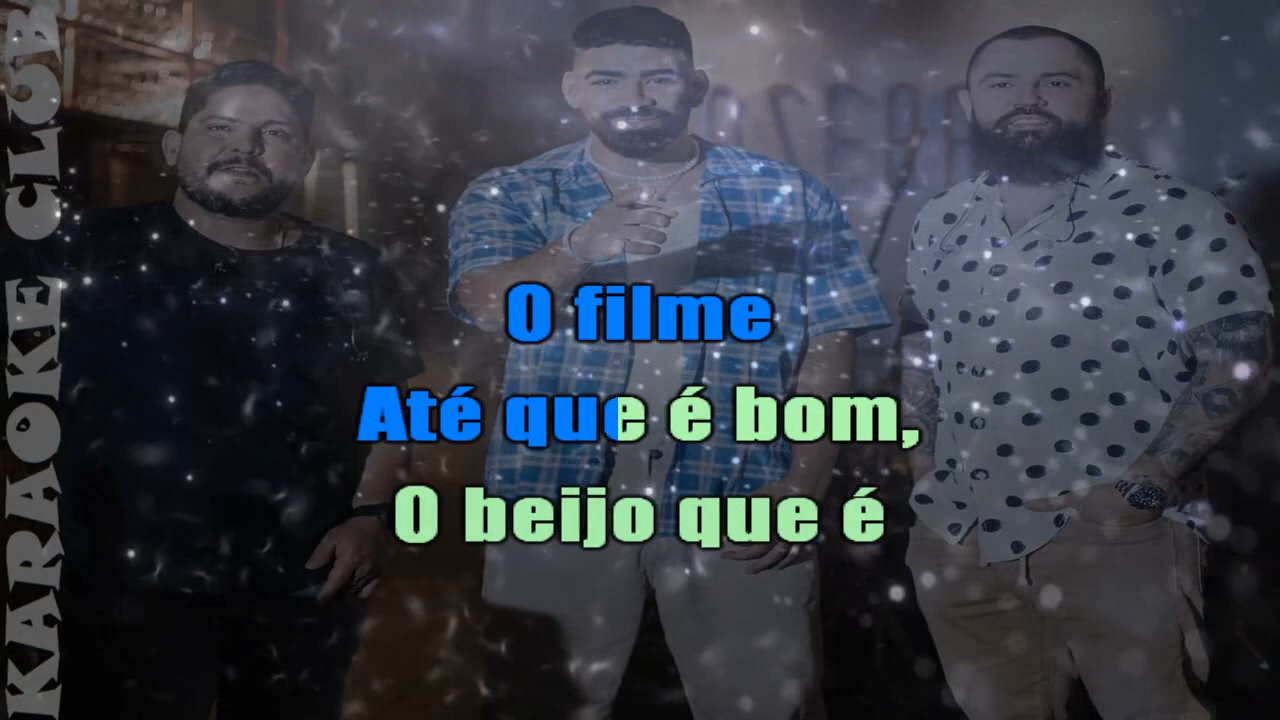 KARAOKE CLUB
O filme
Até que é bom,
O beijo que é